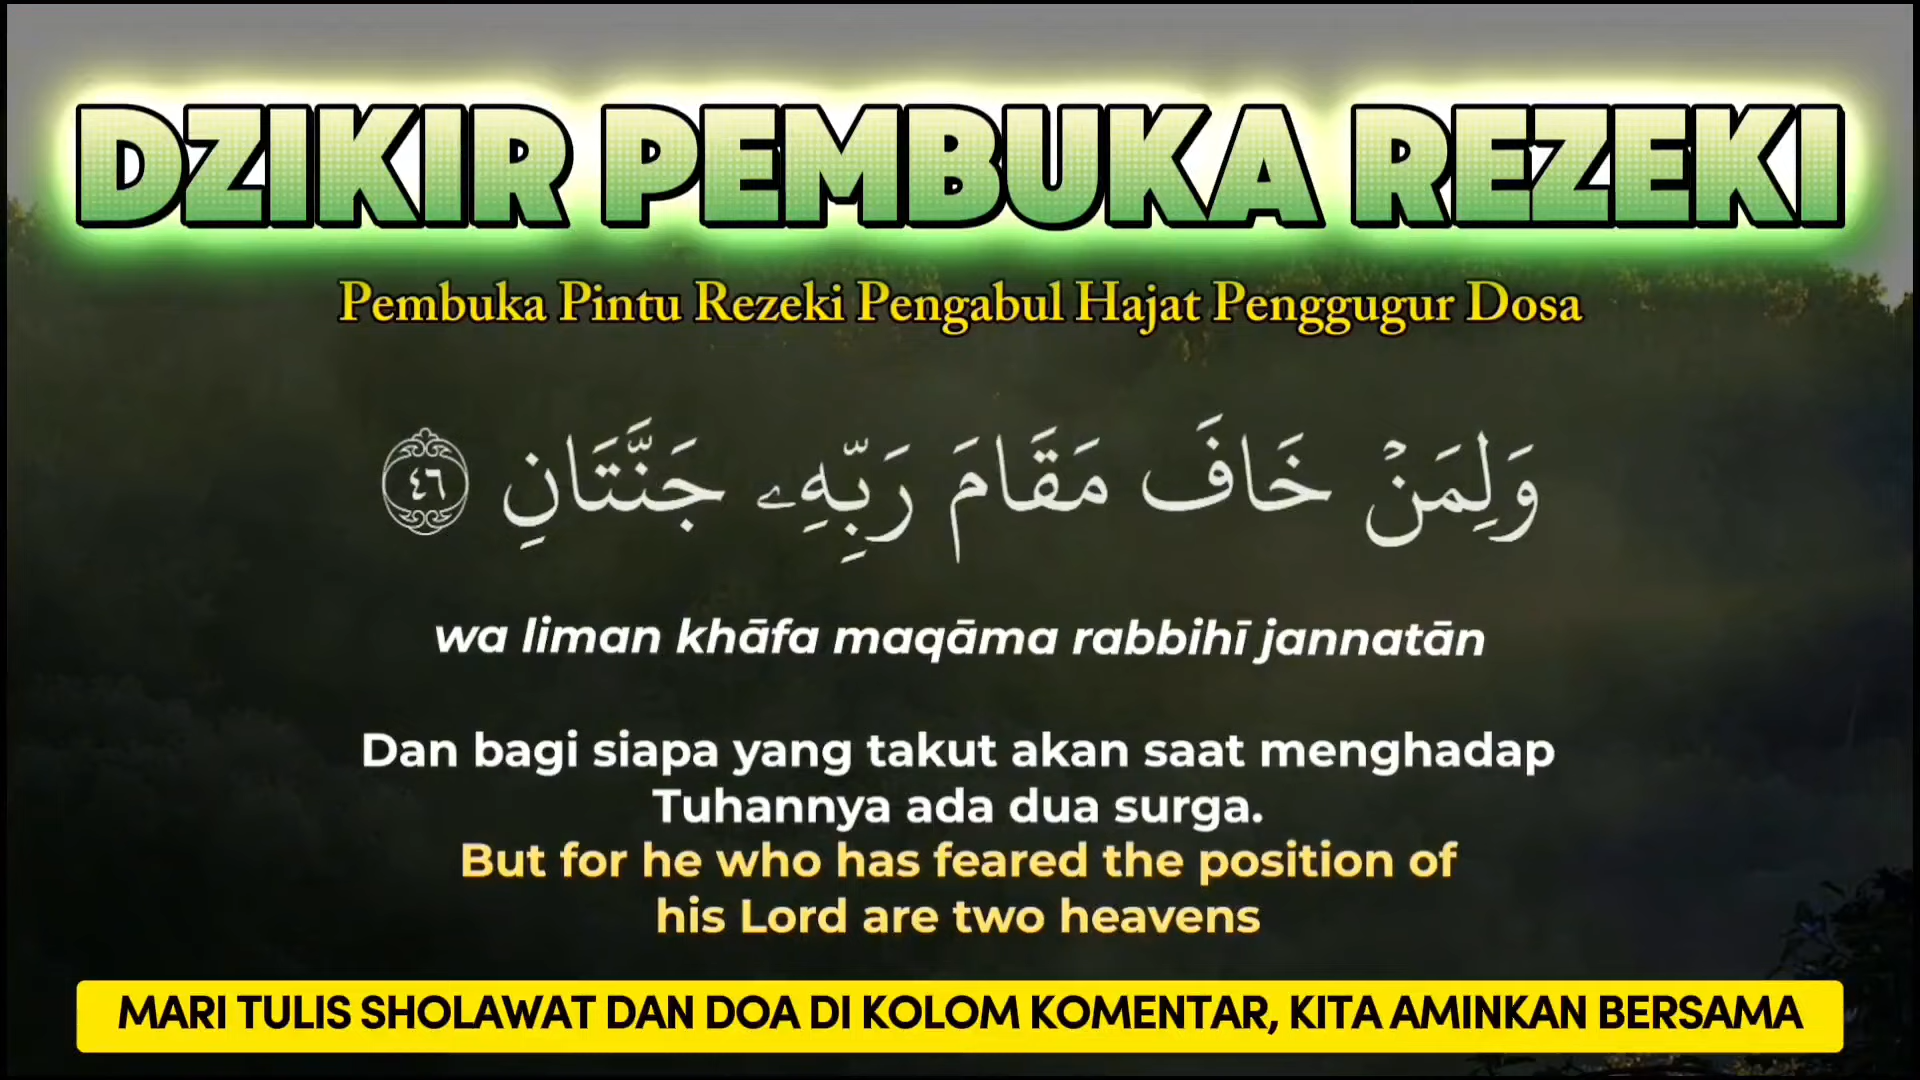 DZIKIR PEMBUKA REZEKI
Pembuka Pintu Rezeki Pengabul Hajat Penggugur Dosa
وَلِمَنْ خَافَ مَقَامَ رَبِّهِۦ جَنَّتَانِ ٤٦
wa liman khāfa maqāma rabbihī jannatān
Dan bagi siapa yang takut akan saat menghadap
Tuhannya ada dua surga.
But for he who has feared the position of
his Lord are two heavens
MARI TULIS SHOLAWAT DAN DOA DI KOLOM KOMENTAR, KITA AMINKAN BERSAMA